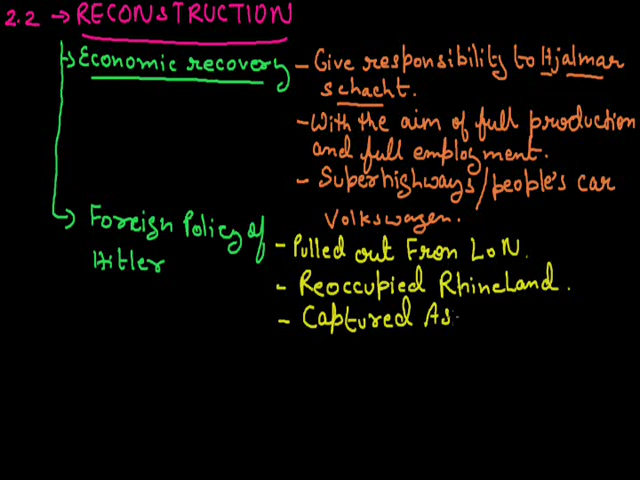 2.2 → RECONSTRUCTION
→ Economic recovery - Give responsibility to Hjalmar
schacht.
- With the aim of full production
and full employment.
- Superhighways/people's car
Volkswagen.
→ Foreign Policy of
Hitler
- Pulled out From LoN.
- Reoccupied RhineLand.
- Captured As